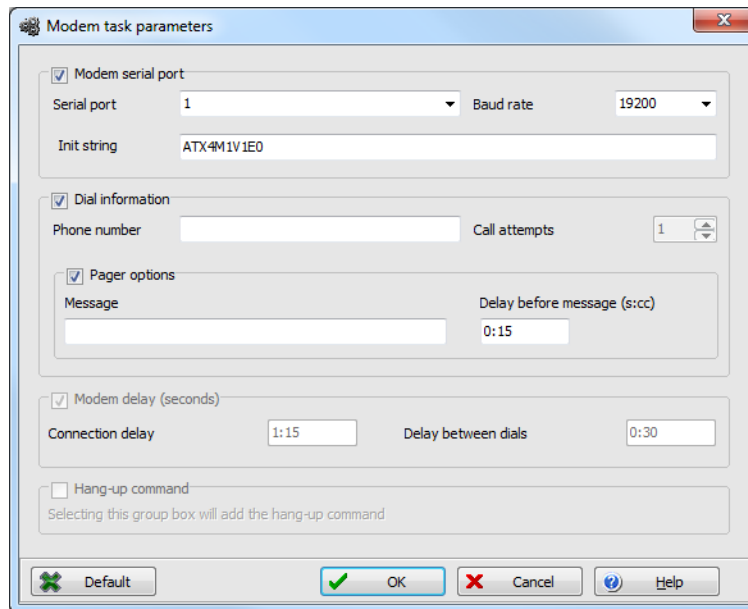 Modem task parameters
Modem serial port
Serial port 1 Baud rate 19200
Init string ATX4M1V1E0
Dial information
Phone number Call attempts 1
Pager options
Message Delay before message (s:cc)
0:15
Modem delay (seconds)
Connection delay 1:15 Delay between dials 0:30
Hang-up command
Selecting this group box will add the hang-up command
Default OK Cancel Help